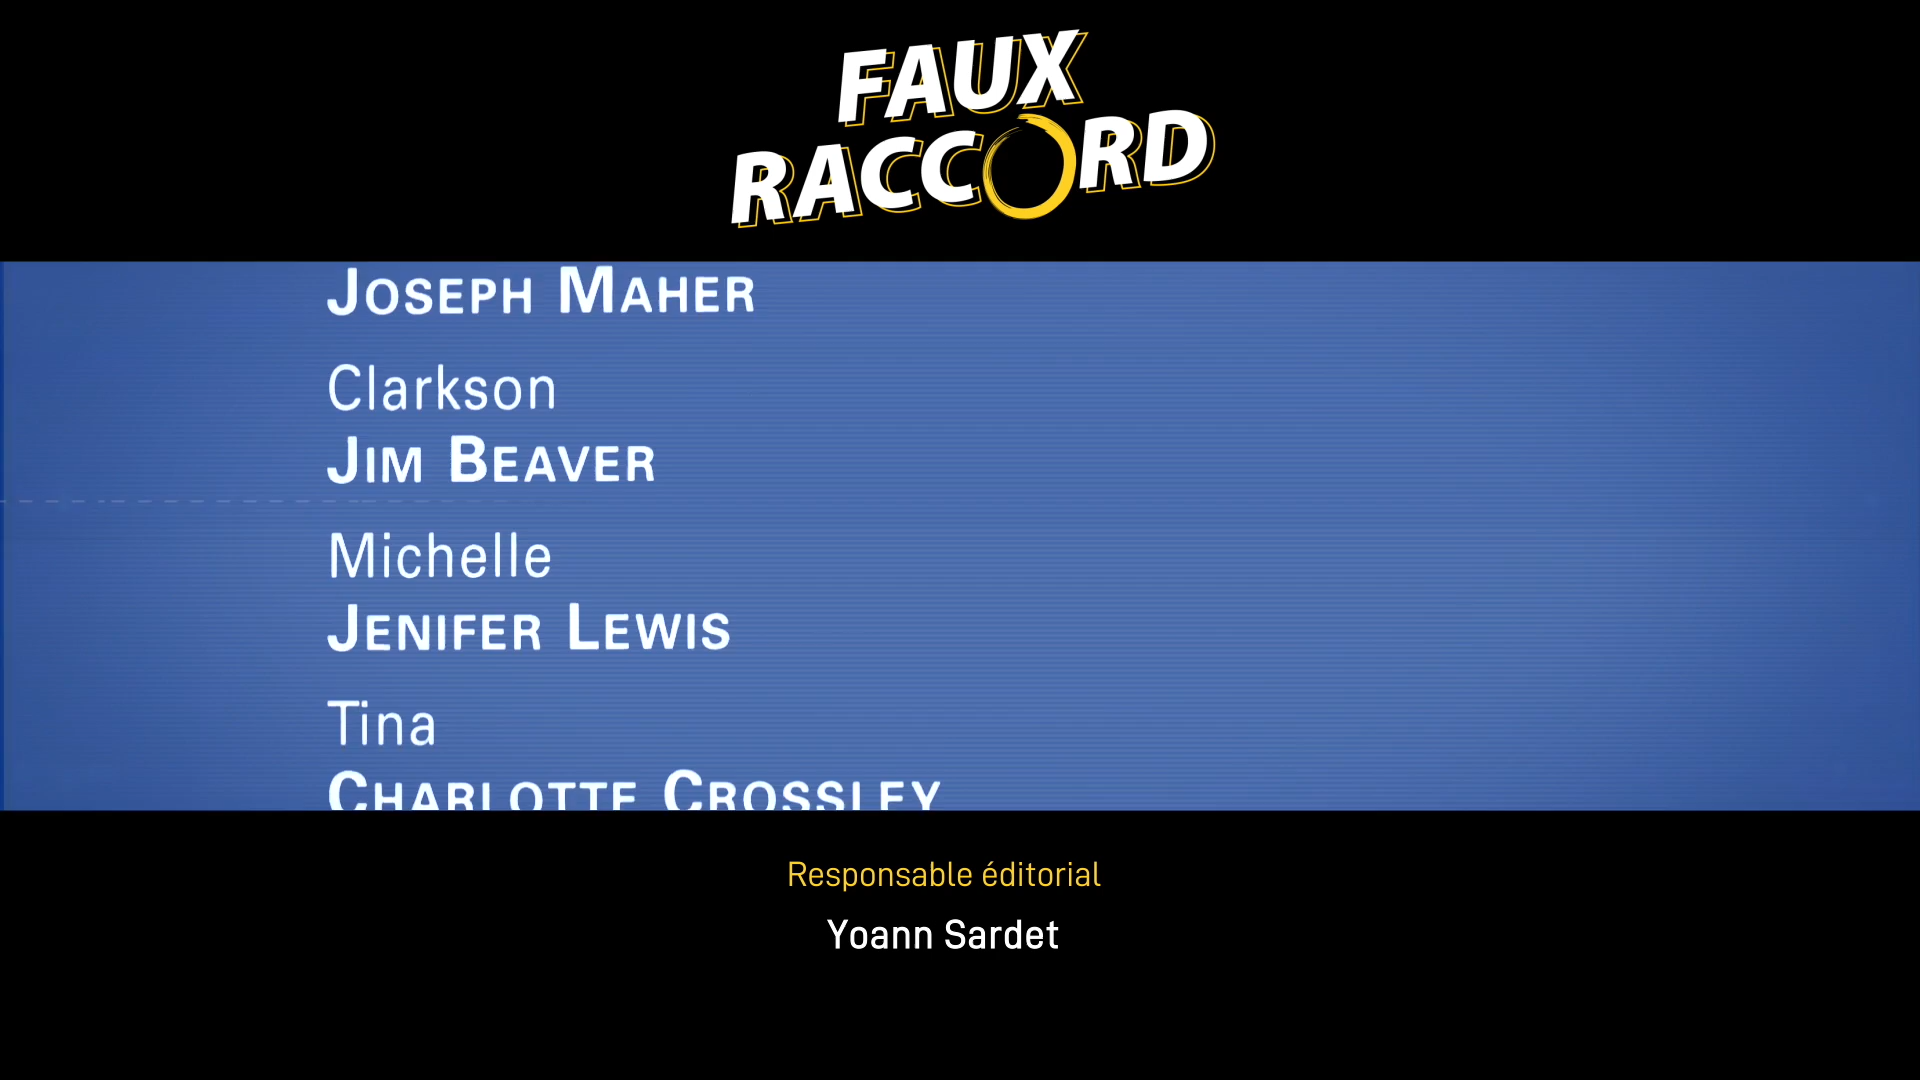 FAUX
RACCORD
JOSEPH MAHER
Clarkson
JIM BEAVER
Michelle
JENIFER LEWIS
Tina
CHARLOTTE CROSSLEY
Responsable éditorial
Yoann Sardet